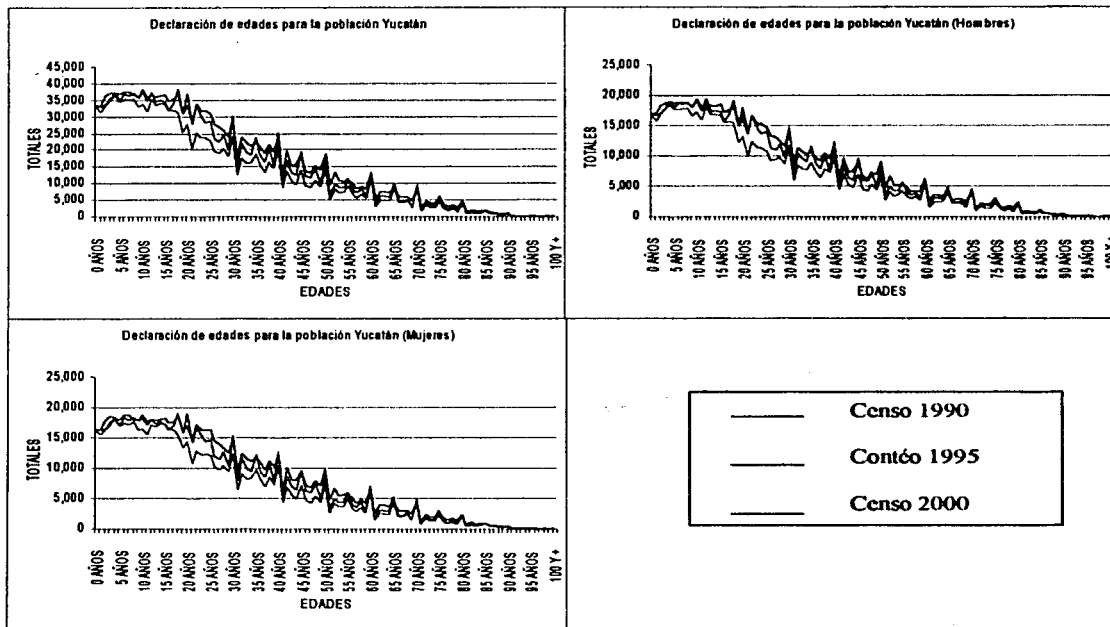 Declaración de edades para la población Yucatán
TOTALES
45,000
40,000
35,000
30,000
25,000
20,000
15,000
10,000
5,000
0
0 AÑOS
5 AÑOS
10 AÑOS
15 AÑOS
20 AÑOS
25 AÑOS
30 AÑOS
35 AÑOS
40 AÑOS
45 AÑOS
50 AÑOS
55 AÑOS
60 AÑOS
65 AÑOS
70 AÑOS
75 AÑOS
80 AÑOS
85 AÑOS
90 AÑOS
95 AÑOS
100 Y +
EDADES
Declaración de edades para la población Yucatán (Hombres)
TOTALES
25,000
20,000
15,000
10,000
5,000
0
0 AÑOS
5 AÑOS
10 AÑOS
15 AÑOS
20 AÑOS
25 AÑOS
30 AÑOS
35 AÑOS
40 AÑOS
45 AÑOS
50 AÑOS
55 AÑOS
60 AÑOS
65 AÑOS
70 AÑOS
75 AÑOS
80 AÑOS
85 AÑOS
90 AÑOS
95 AÑOS
100 Y +
EDADES
Declaración de edades para la población Yucatán (Mujeres)
TOTALES
25,000
20,000
15,000
10,000
5,000
0
0 AÑOS
5 AÑOS
10 AÑOS
15 AÑOS
20 AÑOS
25 AÑOS
30 AÑOS
35 AÑOS
40 AÑOS
45 AÑOS
50 AÑOS
55 AÑOS
60 AÑOS
65 AÑOS
70 AÑOS
75 AÑOS
80 AÑOS
85 AÑOS
90 AÑOS
95 AÑOS
100 Y +
EDADES
Censo 1990
Contéo 1995
Censo 2000